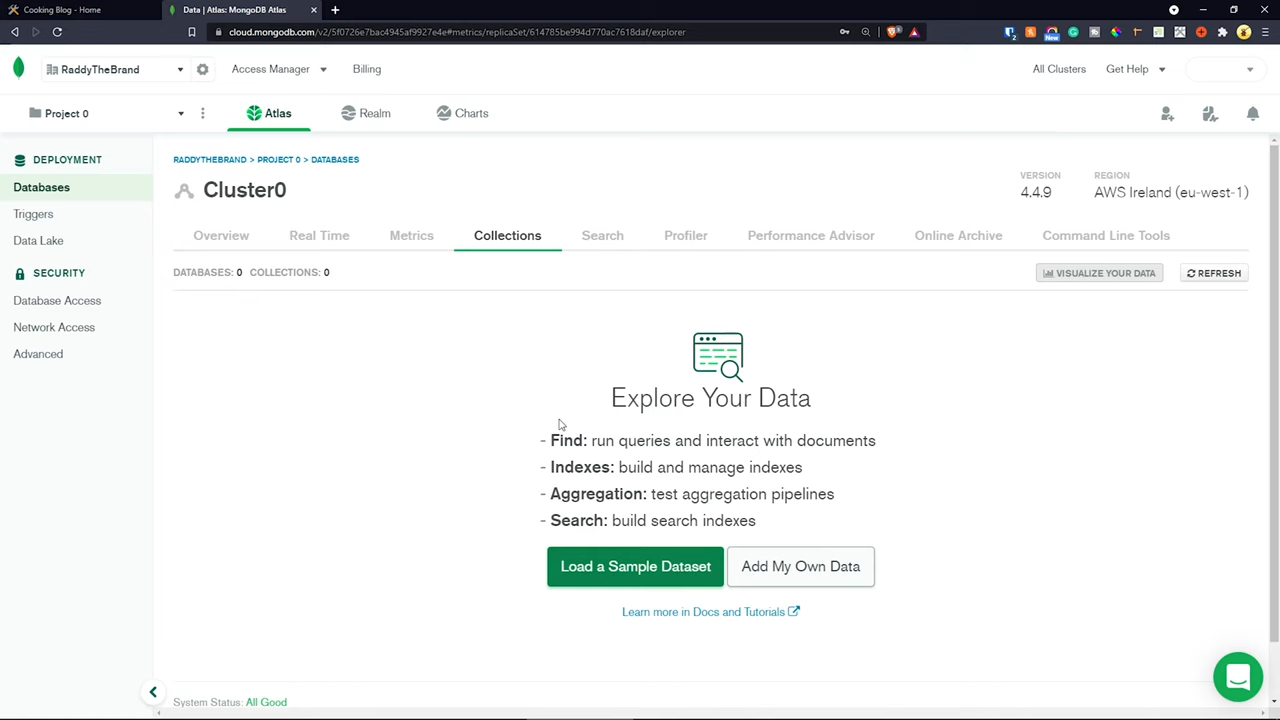 Cooking Blog - Home
Data | Atlas: MongoDB Atlas
cloud.mongodb.com/v2/5f0726e7bac4945af9927e4e#metrics/replicaSet/614785be994d770ac7618daf/explorer
RaddyTheBrand
Access Manager
Billing
All Clusters
Get Help
Project 0
Atlas
Realm
Charts
DEPLOYMENT
Databases
Triggers
Data Lake
SECURITY
Database Access
Network Access
Advanced
RADDYTHEBRAND > PROJECT 0 > DATABASES
Cluster0
VERSION
4.4.9
REGION
AWS Ireland (eu-west-1)
Overview
Real Time
Metrics
Collections
Search
Profiler
Performance Advisor
Online Archive
Command Line Tools
DATABASES: 0 COLLECTIONS: 0
VISUALIZE YOUR DATA
REFRESH
Explore Your Data
- Find: run queries and interact with documents
- Indexes: build and manage indexes
- Aggregation: test aggregation pipelines
- Search: build search indexes
Load a Sample Dataset
Add My Own Data
Learn more in Docs and Tutorials
System Status: All Good